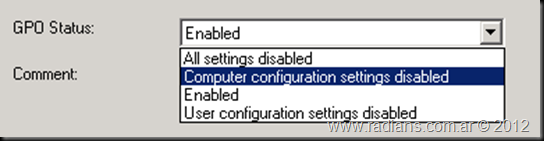 GPO Status:
Enabled
All settings disabled
Computer configuration settings disabled
Comment:
Enabled
User configuration settings disabled
www.radians.com.ar © 2012